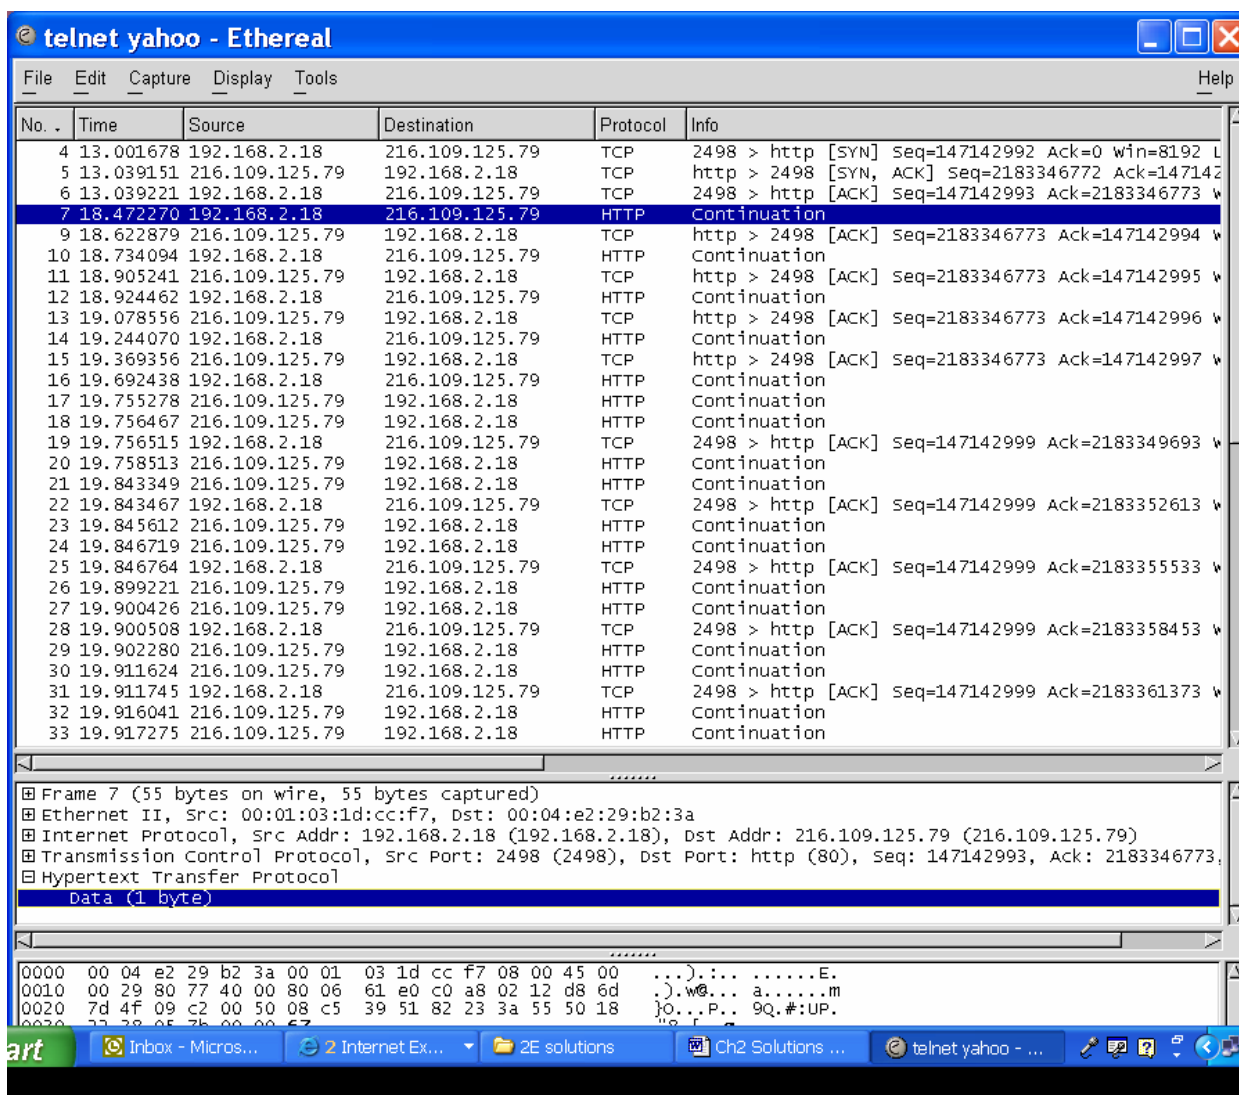 telnet yahoo - Ethereal
File Edit Capture Display Tools Help
No. Time Source Destination Protocol Info
4 13.001678 192.168.2.18 216.109.125.79 TCP 2498 > http [SYN] Seq=147142992 Ack=0 Win=8192 L
5 13.039151 216.109.125.79 192.168.2.18 TCP http > 2498 [SYN, ACK] Seq=2183346772 Ack=147142
6 13.039221 192.168.2.18 216.109.125.79 TCP 2498 > http [ACK] Seq=147142993 Ack=2183346773 W
7 18.472270 192.168.2.18 216.109.125.79 HTTP Continuation
9 18.622879 216.109.125.79 192.168.2.18 TCP http > 2498 [ACK] Seq=2183346773 Ack=147142994 W
10 18.734094 192.168.2.18 216.109.125.79 HTTP Continuation
11 18.905241 216.109.125.79 192.168.2.18 TCP http > 2498 [ACK] Seq=2183346773 Ack=147142995 W
12 18.924462 192.168.2.18 216.109.125.79 HTTP Continuation
13 19.078556 216.109.125.79 192.168.2.18 TCP http > 2498 [ACK] Seq=2183346773 Ack=147142996 W
14 19.244070 192.168.2.18 216.109.125.79 HTTP Continuation
15 19.369356 216.109.125.79 192.168.2.18 TCP http > 2498 [ACK] Seq=2183346773 Ack=147142997 W
16 19.692438 192.168.2.18 216.109.125.79 HTTP Continuation
17 19.755278 216.109.125.79 192.168.2.18 HTTP Continuation
18 19.756467 216.109.125.79 192.168.2.18 HTTP Continuation
19 19.756515 192.168.2.18 216.109.125.79 TCP 2498 > http [ACK] Seq=147142999 Ack=2183349693 W
20 19.758513 216.109.125.79 192.168.2.18 HTTP Continuation
21 19.843349 216.109.125.79 192.168.2.18 HTTP Continuation
22 19.843467 192.168.2.18 216.109.125.79 TCP 2498 > http [ACK] Seq=147142999 Ack=2183352613 W
23 19.845612 216.109.125.79 192.168.2.18 HTTP Continuation
24 19.846719 216.109.125.79 192.168.2.18 HTTP Continuation
25 19.846764 192.168.2.18 216.109.125.79 TCP 2498 > http [ACK] Seq=147142999 Ack=2183355533 W
26 19.899221 216.109.125.79 192.168.2.18 HTTP Continuation
27 19.900426 216.109.125.79 192.168.2.18 HTTP Continuation
28 19.900508 192.168.2.18 216.109.125.79 TCP 2498 > http [ACK] Seq=147142999 Ack=2183358453 W
29 19.902280 216.109.125.79 192.168.2.18 HTTP Continuation
30 19.911624 216.109.125.79 192.168.2.18 HTTP Continuation
31 19.911745 192.168.2.18 216.109.125.79 TCP 2498 > http [ACK] Seq=147142999 Ack=2183361373 W
32 19.916041 216.109.125.79 192.168.2.18 HTTP Continuation
33 19.917275 216.109.125.79 192.168.2.18 HTTP Continuation
Frame 7 (55 bytes on wire, 55 bytes captured)
Ethernet II, Src: 00:01:03:1d:cc:f7, Dst: 00:04:e2:29:b2:3a
Internet Protocol, Src Addr: 192.168.2.18 (192.168.2.18), Dst Addr: 216.109.125.79 (216.109.125.79)
Transmission Control Protocol, Src Port: 2498 (2498), Dst Port: http (80), Seq: 147142993, Ack: 2183346773,
Hypertext Transfer Protocol
Data (1 byte)
0000 00 04 e2 29 b2 3a 00 01 03 1d cc f7 08 00 45 00 ...).:.. ......E.
0010 00 29 80 77 40 00 80 06 61 e0 c0 a8 02 12 d8 6d .).w@... a......m
0020 7d 4f 09 c2 00 50 08 c5 39 51 82 23 3a 55 50 18 }O...P.. 9Q.#:UP.
art Inbox - Micros... 2 Internet Ex... 2E solutions Ch2 Solutions ... telnet yahoo - ...